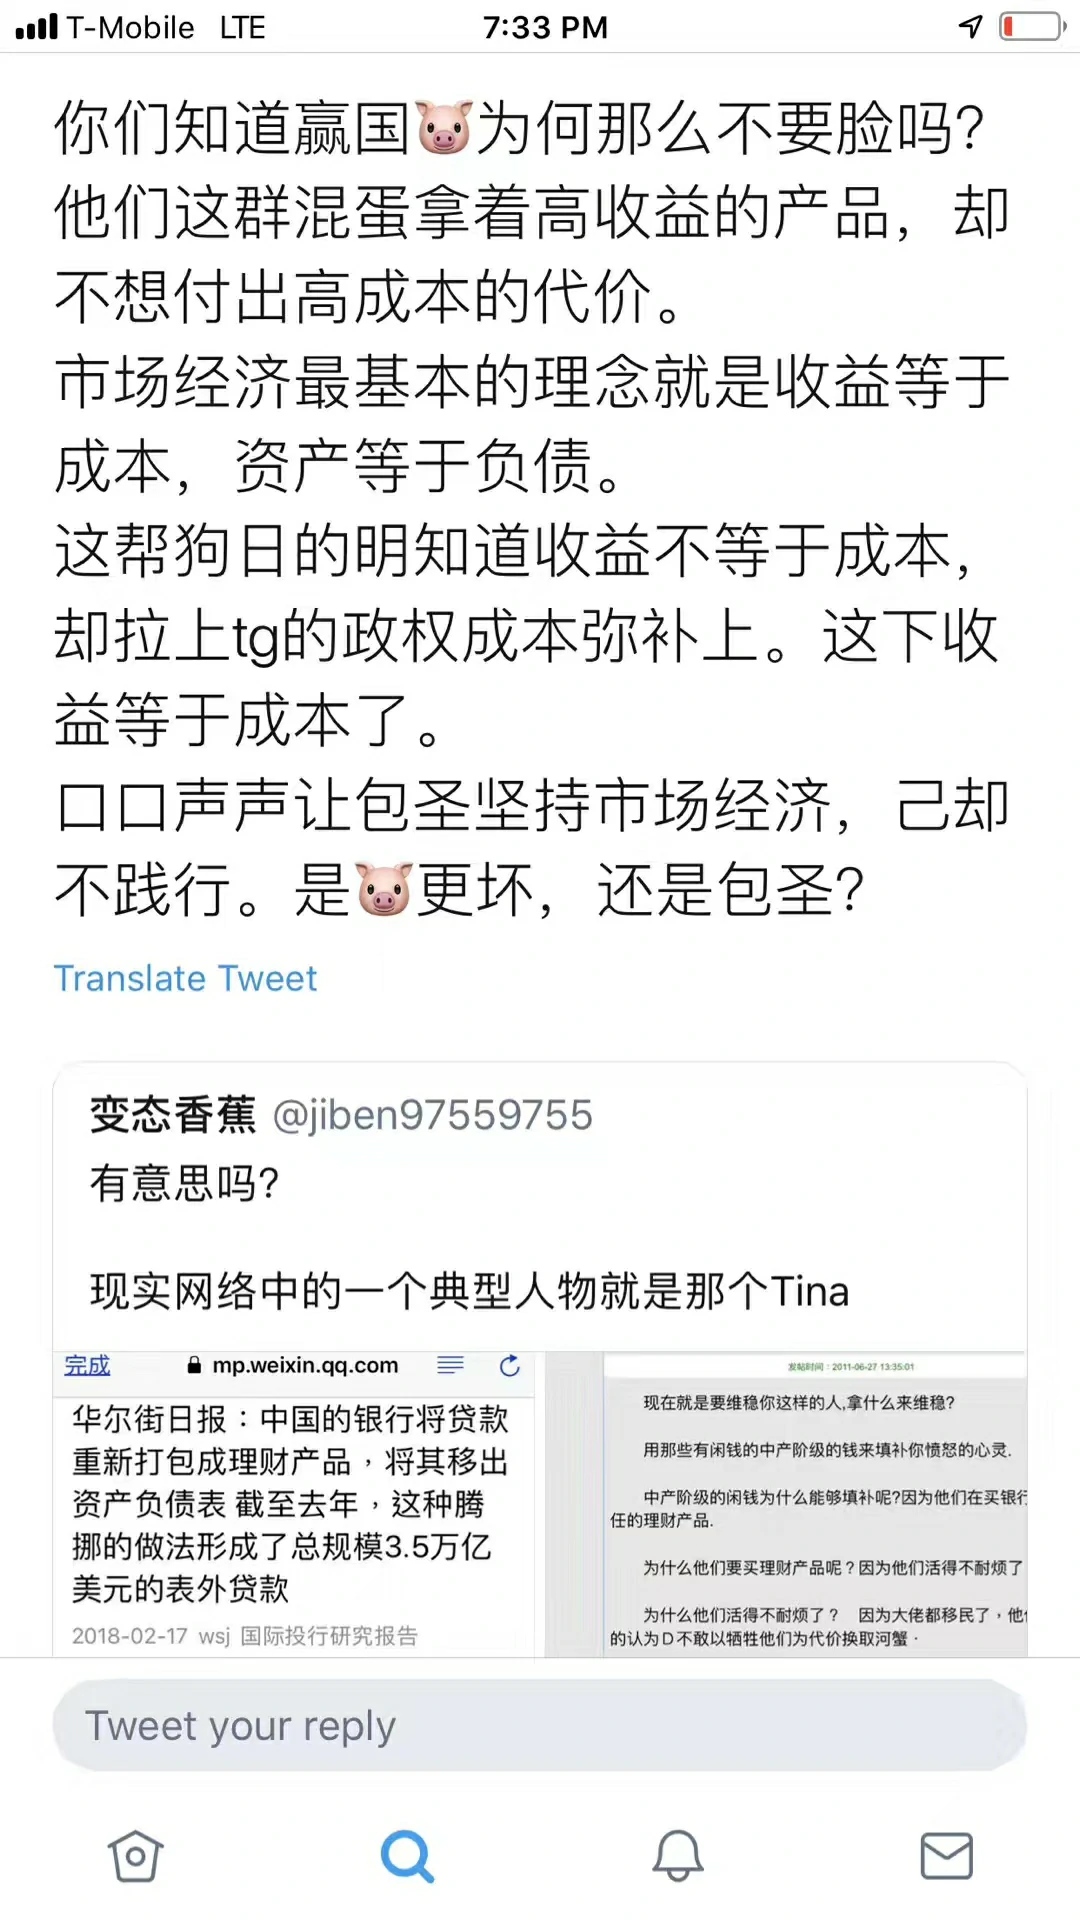 T-Mobile LTE 7:33 PM
你们知道赢国🐷为何那么不要脸吗?
他们这群混蛋拿着高收益的产品，却
不想付出高成本的代价。
市场经济最基本的理念就是收益等于
成本，资产等于负债。
这帮狗日的明知道收益不等于成本，
却拉上tg的政权成本弥补上。这下收
益等于成本了。
口口声声让包圣坚持市场经济，己却
不践行。是🐷更坏，还是包圣?
Translate Tweet
变态香蕉 @jiben97559755
有意思吗?
现实网络中的一个典型人物就是那个Tina
完成 mp.weixin.qq.com
华尔街日报：中国的银行将贷款
重新打包成理财产品，将其移出
资产负债表 截至去年，这种腾
挪的做法形成了总规模3.5万亿
美元的表外贷款
2018-02-17 wsj 国际投行研究报告
发帖时间：2011-06-27 13:35:01
现在就是要维稳你这样的人,拿什么来维稳?
用那些有闲钱的中产阶级的钱来填补你愤怒的心灵.
中产阶级的闲钱为什么能够填补呢?因为他们在买银行
任的理财产品.
为什么他们要买理财产品呢？因为他们活得不耐烦了
为什么他们活得不耐烦了？ 因为大佬都移民了，他
的认为D不敢以牺牲他们为代价换取河蟹．
Tweet your reply